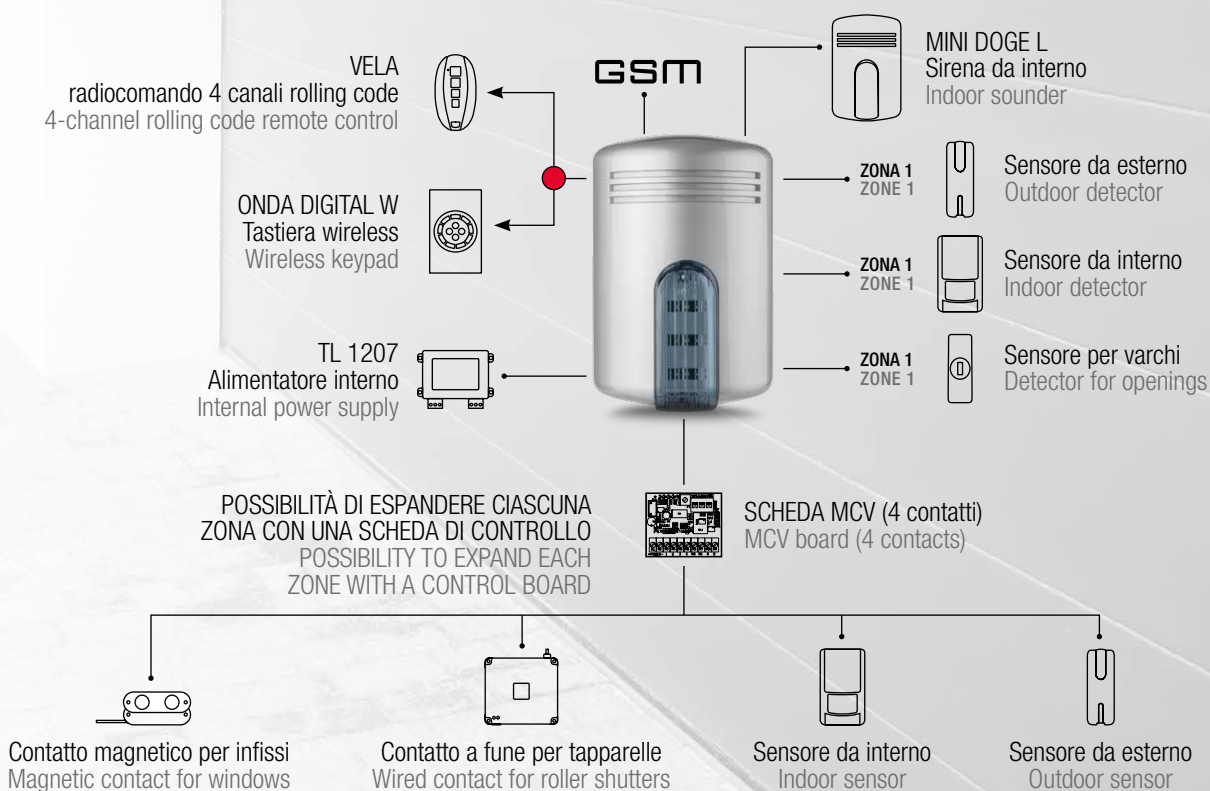 VELA
radiocomando 4 canali rolling code
4-channel rolling code remote control
GSM
MINI DOGE L
Sirena da interno
Indoor sounder
ONDA DIGITAL W
Tastiera wireless
Wireless keypad
ZONA 1
ZONE 1
Sensore da esterno
Outdoor detector
ZONA 1
ZONE 1
Sensore da interno
Indoor detector
TL 1207
Alimentatore interno
Internal power supply
ZONA 1
ZONE 1
Sensore per varchi
Detector for openings
POSSIBILITÀ DI ESPANDERE CIASCUNA
ZONA CON UNA SCHEDA DI CONTROLLO
POSSIBILITY TO EXPAND EACH
ZONE WITH A CONTROL BOARD
SCHEDA MCV (4 contatti)
MCV board (4 contacts)
Contatto magnetico per infissi
Magnetic contact for windows
Contatto a fune per tapparelle
Wired contact for roller shutters
Sensore da interno
Indoor sensor
Sensore da esterno
Outdoor sensor